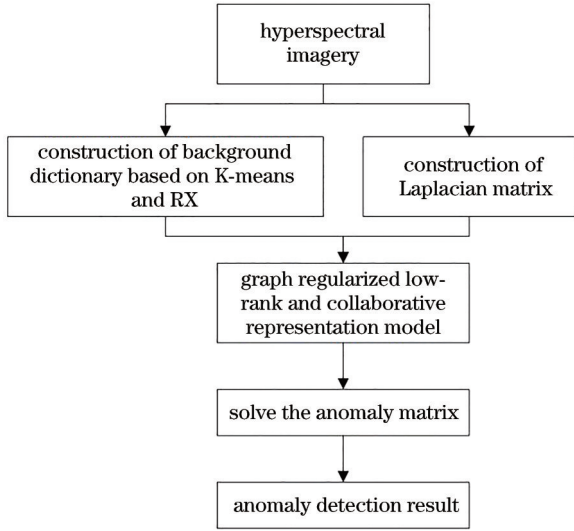 hyperspectral
imagery
construction of background
dictionary based on K-means
and RX
construction of
Laplacian matrix
graph regularized low-
rank and collaborative
representation model
solve the anomaly matrix
anomaly detection result